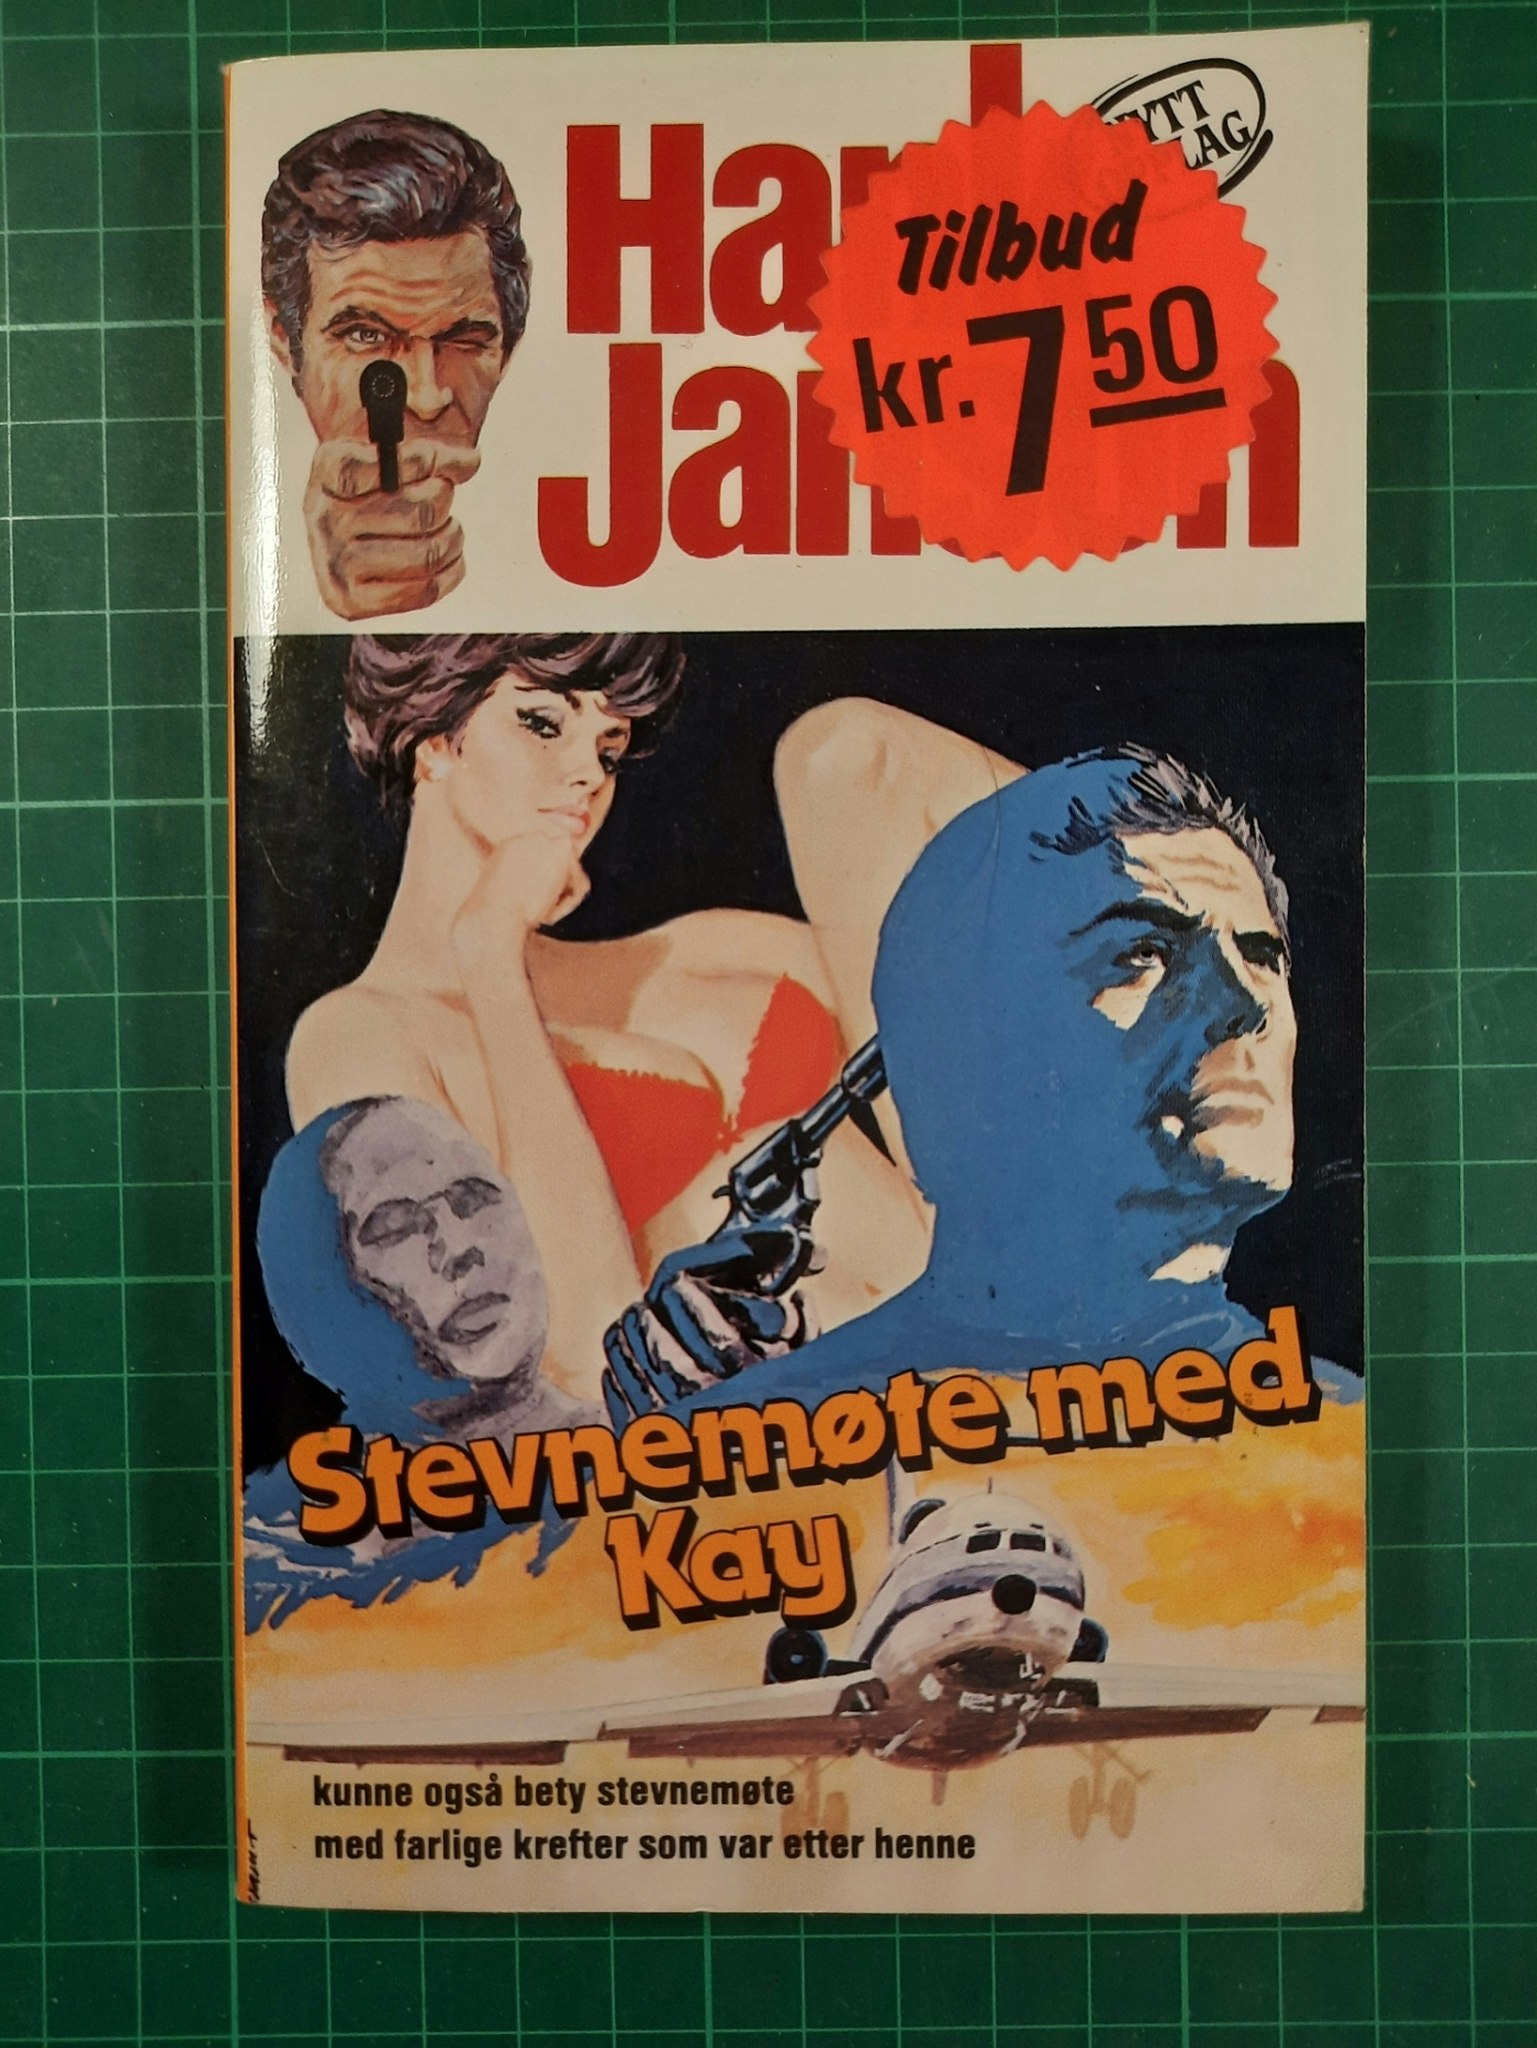 Tilbud
kr. 7 50
Stevnemøte med
Kay
kunne også bety stevnemøte
med farlige krefter som var etter henne